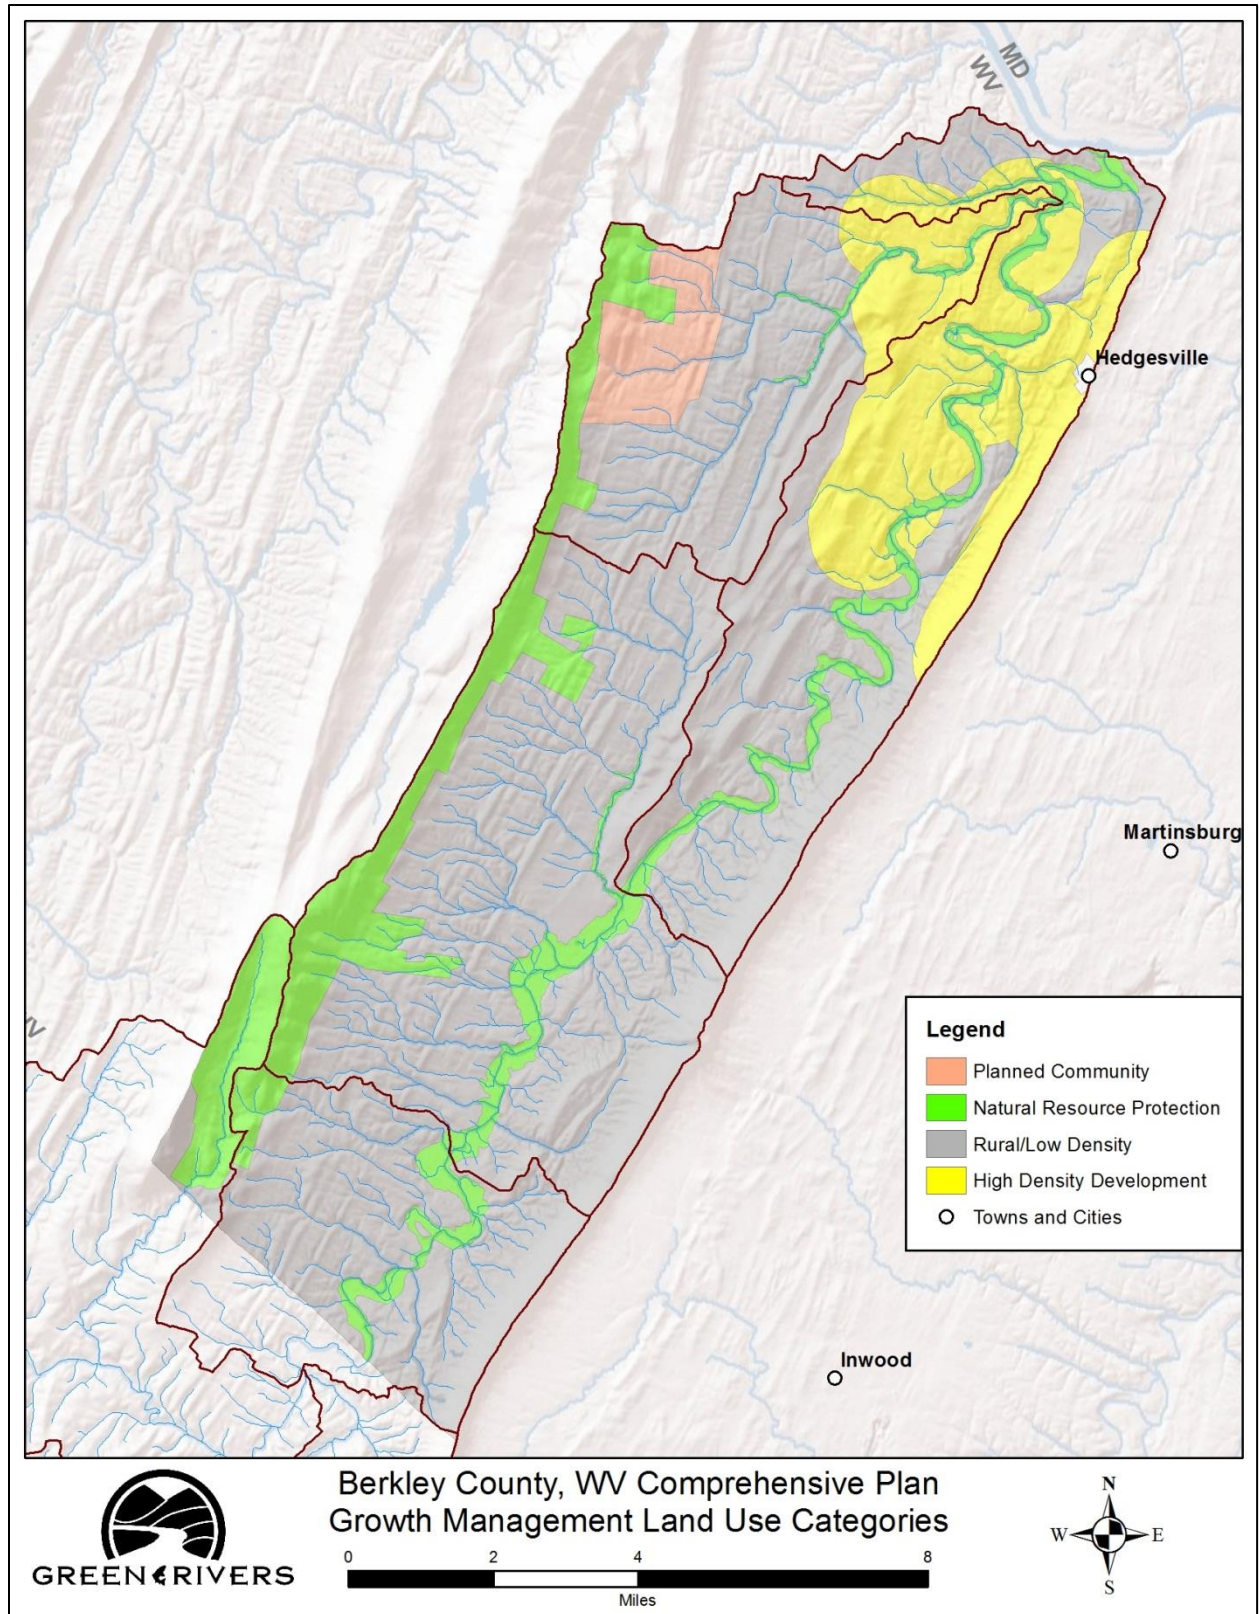 MD
WV
Hedgesville
Martinsburg
Legend
Planned Community
Natural Resource Protection
Rural/Low Density
High Density Development
Towns and Cities
Inwood
Berkley County, WV Comprehensive Plan
Growth Management Land Use Categories
0 2 4 8
Miles
GREEN RIVERS
N
W E
S